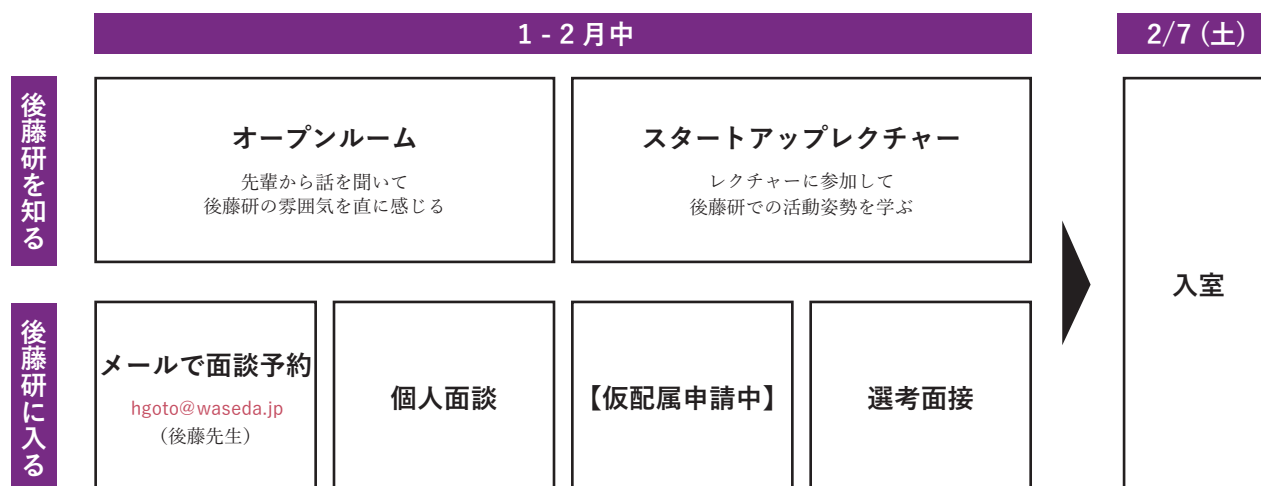 1 - 2 月中
2/7 (土)
後藤研を知る
オープンルーム
先輩から話を聞いて
後藤研の雰囲気を直に感じる
スタートアップレクチャー
レクチャーに参加して
後藤研での活動姿勢を学ぶ
入室
後藤研に入る
メールで面談予約
hgoto@waseda.jp
（後藤先生）
個人面談
【仮配属申請中】
選考面接